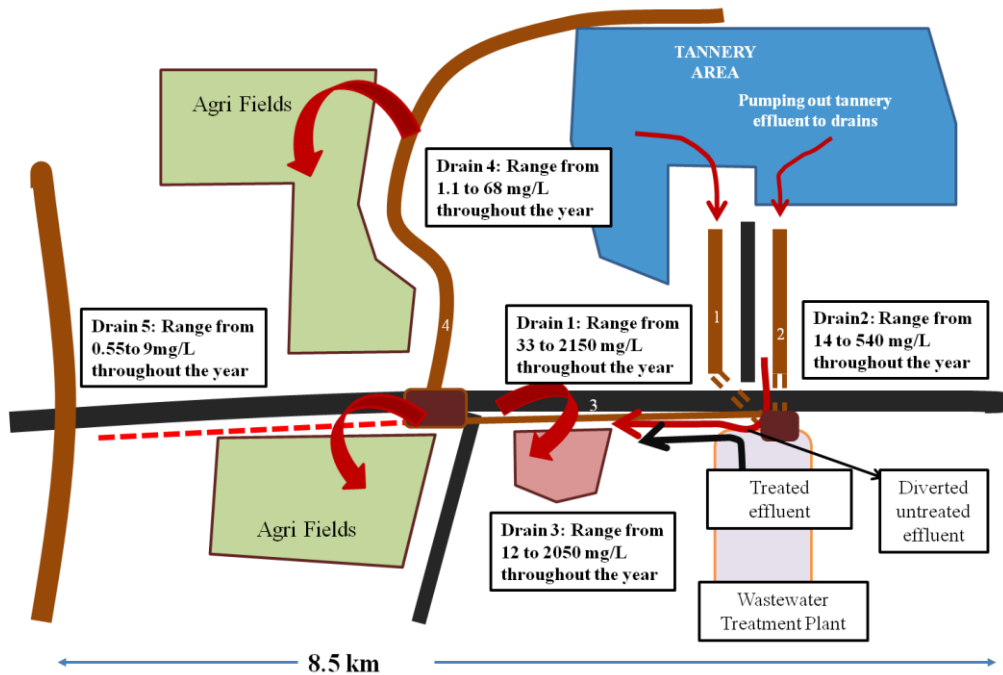 TANNERY
AREA
Pumping out tannery
effluent to drains
Agri Fields
Drain 4: Range from
1.1 to 68 mg/L
throughout the year
Drain 5: Range from
0.55to 9mg/L
throughout the year
4
Drain 1: Range from
33 to 2150 mg/L
throughout the year
1
2
Drain2: Range from
14 to 540 mg/L
throughout the year
3
Agri Fields
Drain 3: Range from
12 to 2050 mg/L
throughout the year
Treated
effluent
Diverted
untreated
effluent
Wastewater
Treatment Plant
8.5 km